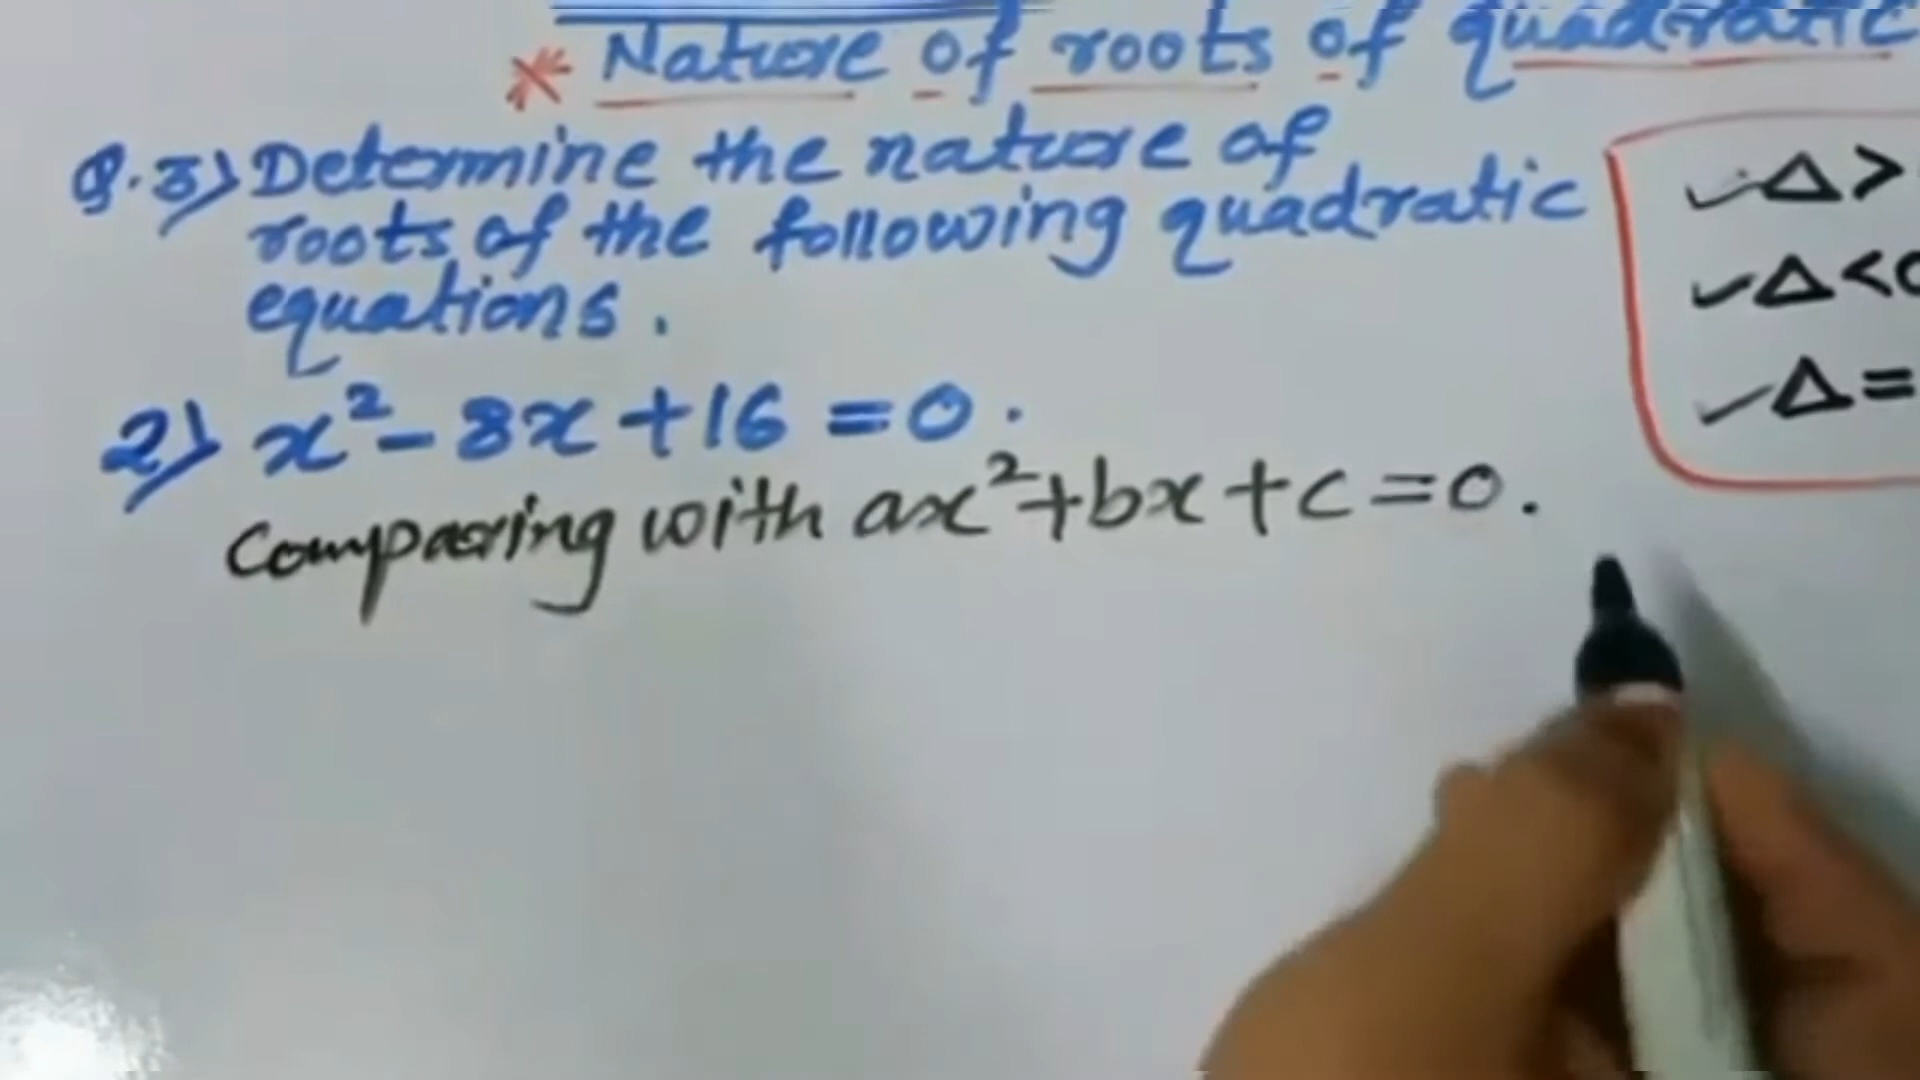 * Nature of roots of quadratic
Q.3) Determine the nature of
roots of the following quadratic
equations.
2) x² - 8x + 16 = 0.
Comparing with ax² + bx + c = 0.
✓ Δ >
✓ Δ < 0
✓ Δ =